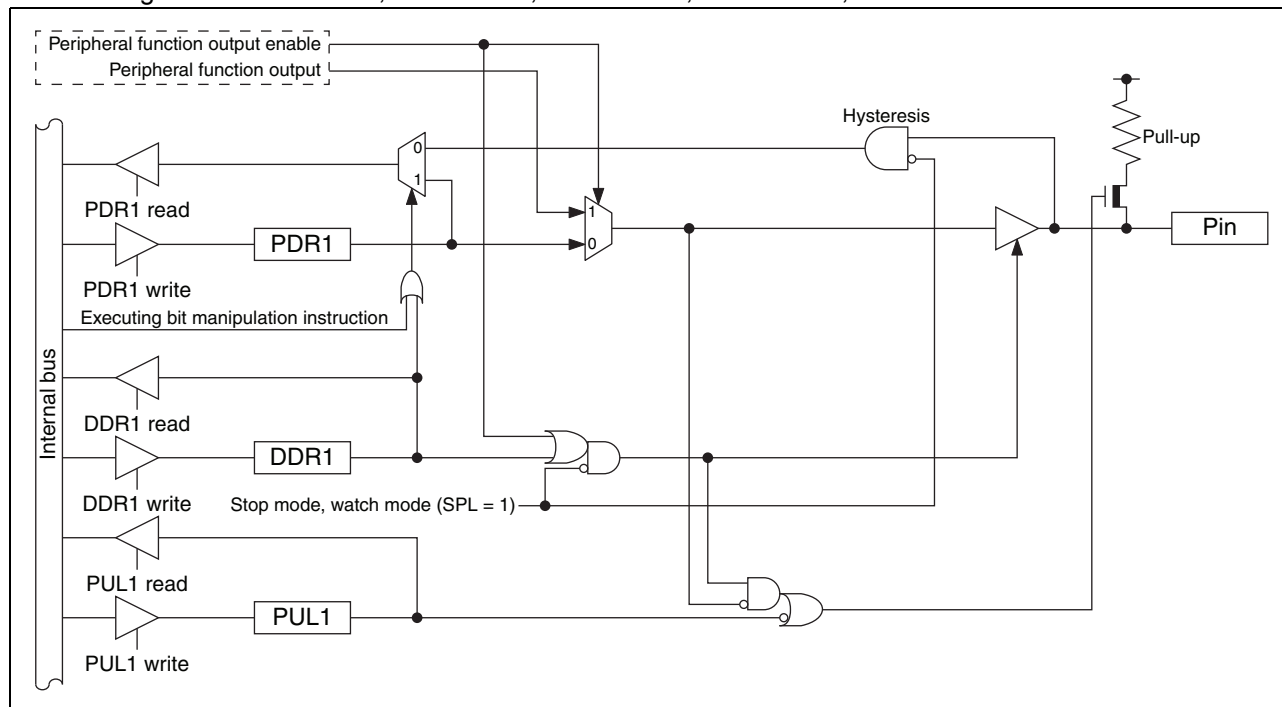 Peripheral function output enable
Peripheral function output
Hysteresis
Pull-up
0
1
PDR1 read
1
PDR1
0
Pin
PDR1 write
Executing bit manipulation instruction
Internal bus
DDR1 read
DDR1
DDR1 write
Stop mode, watch mode (SPL = 1)
PUL1 read
PUL1
PUL1 write